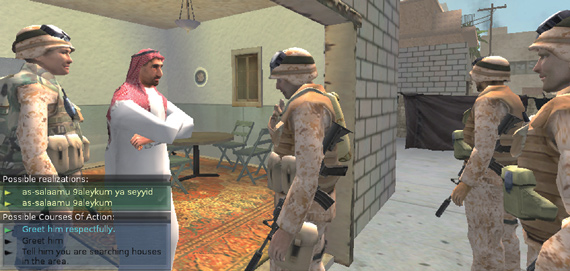 Possible realizations:
as-salaamu 9aleykum ya seyyid
as-salaamu 9aleykum
Possible Courses Of Action:
Greet him respectfully.
Greet him
Tell him you are searching houses
in the area.